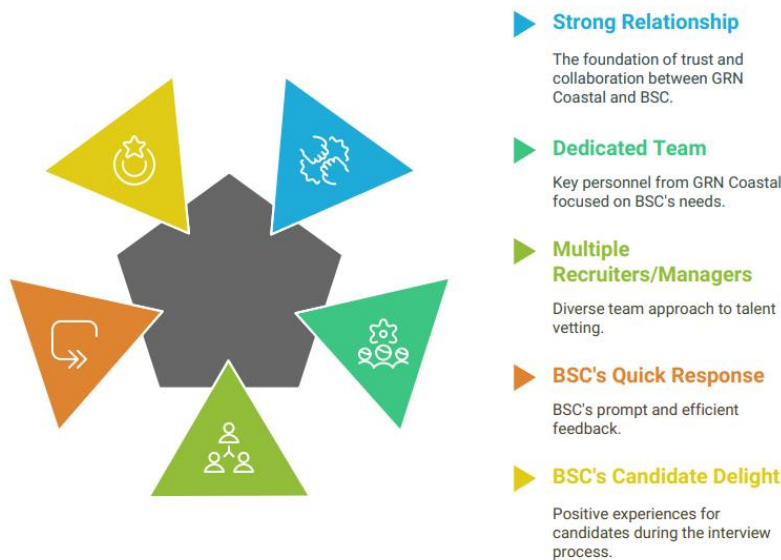 Strong Relationship
The foundation of trust and
collaboration between GRN
Coastal and BSC.
Dedicated Team
Key personnel from GRN Coastal
focused on BSC's needs.
Multiple
Recruiters/Managers
Diverse team approach to talent
vetting.
BSC's Quick Response
BSC's prompt and efficient
feedback.
BSC's Candidate Delight
Positive experiences for
candidates during the interview
process.